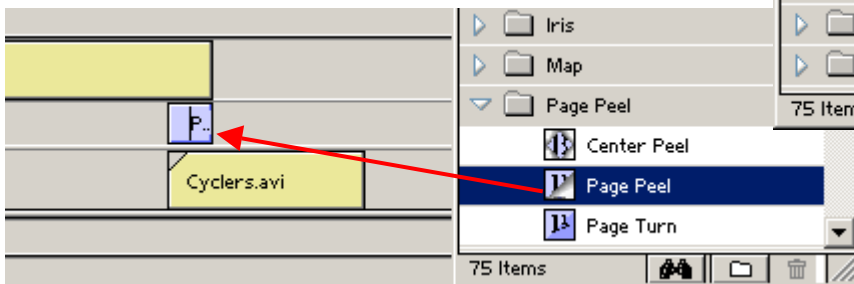 Iris
Map
Page Peel
75 Item
P..
Center Peel
Cyclers.avi
Page Peel
Page Turn
75 Items